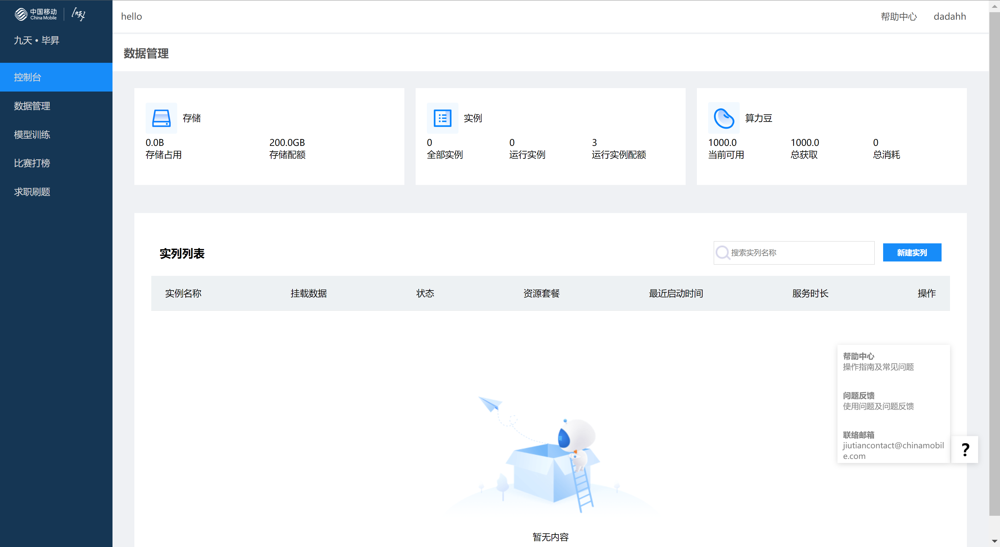 中国移动
China Mobile
九天
hello
帮助中心
dadahh
九天 • 毕昇
数据管理
控制台
数据管理
模型训练
比赛打榜
求职刷题
存储
0.0B
存储占用
200.0GB
存储配额
实例
0
全部实例
0
运行实例
3
运行实例配额
算力豆
1000.0
当前可用
1000.0
总获取
0
总消耗
实列列表
搜索实列名称
新建实列
实例名称
挂载数据
状态
资源套餐
最近启动时间
服务时长
操作
帮助中心
操作指南及常见问题
问题反馈
使用问题及问题反馈
联络邮箱
jiutiancontact@chinamobil
e.com
?
暂无内容